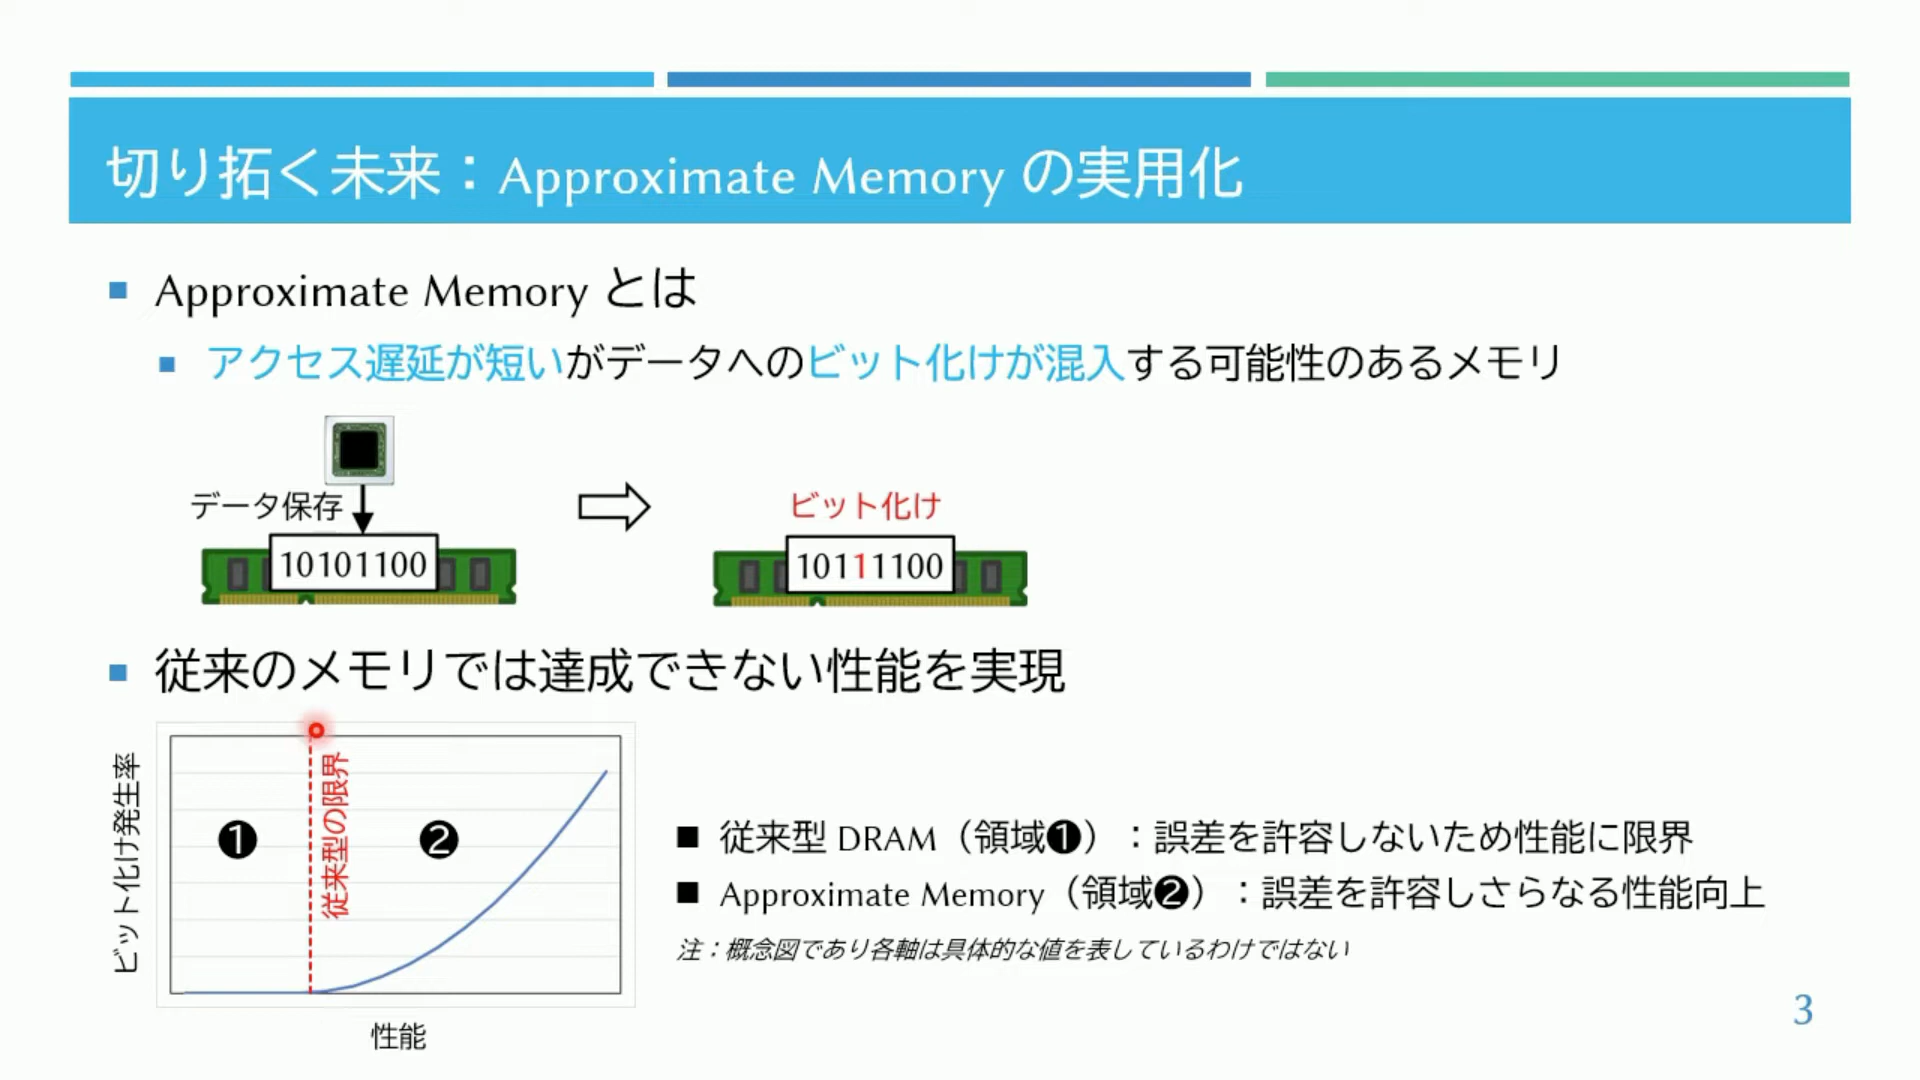 切り拓く未来：Approximate Memory の実用化
Approximate Memory とは
アクセス遅延が短いがデータへのビット化けが混入する可能性のあるメモリ
データ保存
10101100
ビット化け
10111100
従来のメモリでは達成できない性能を実現
ビット化け発生率
❶
従来型の限界
❷
性能
従来型 DRAM（領域❶）：誤差を許容しないため性能に限界
Approximate Memory（領域❷）：誤差を許容しさらなる性能向上
注：概念図であり各軸は具体的な値を表しているわけではない
3